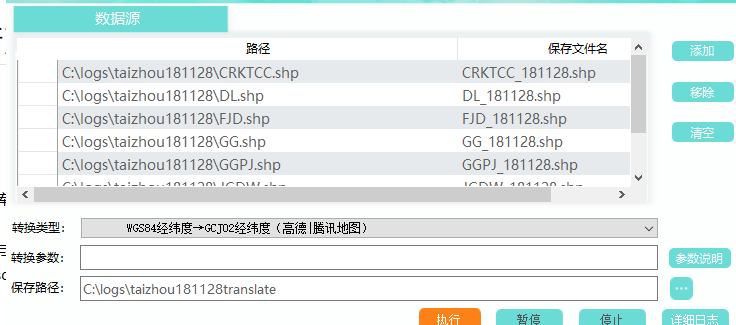 数据源
路径 保存文件名
添加
C:\logs\taizhou181128\CRKTCC.shp CRKTCC_181128.shp
C:\logs\taizhou181128\DL.shp DL_181128.shp
移除
C:\logs\taizhou181128\FJD.shp FJD_181128.shp
C:\logs\taizhou181128\GG.shp GG_181128.shp
清空
C:\logs\taizhou181128\GGPJ.shp GGPJ_181128.shp
转换类型： WGS84经纬度→GCJ02经纬度（高德|腾讯地图）
转换参数： 参数说明
保存路径： C:\logs\taizhou181128translate ...
执行 暂停 停止 详细日志